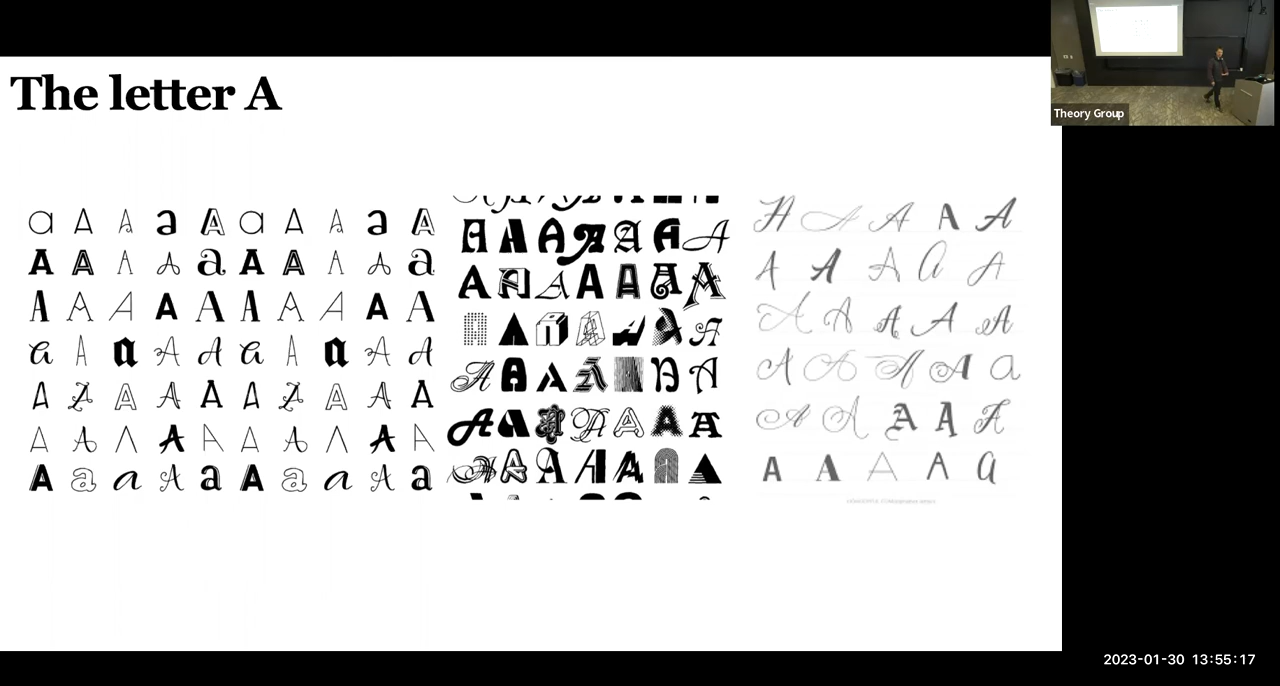 The letter A
a A A a A a A A a A
A A A A a A A A A a
A A A A A A A A A A
a A a A A a A a A A
A A A A A A A A A A
A A Λ A A A A Λ A A
A a a A a A a a A a
A A A A A A A
A A A A A A A
A A A A A A A
A A A A A A A
A A A A A A A
A A A A A A A
A A A A A
A A A a A
A A A A A
A A A A a
A A A A A
A A A A a
Theory Group
2023-01-30 13:55:17